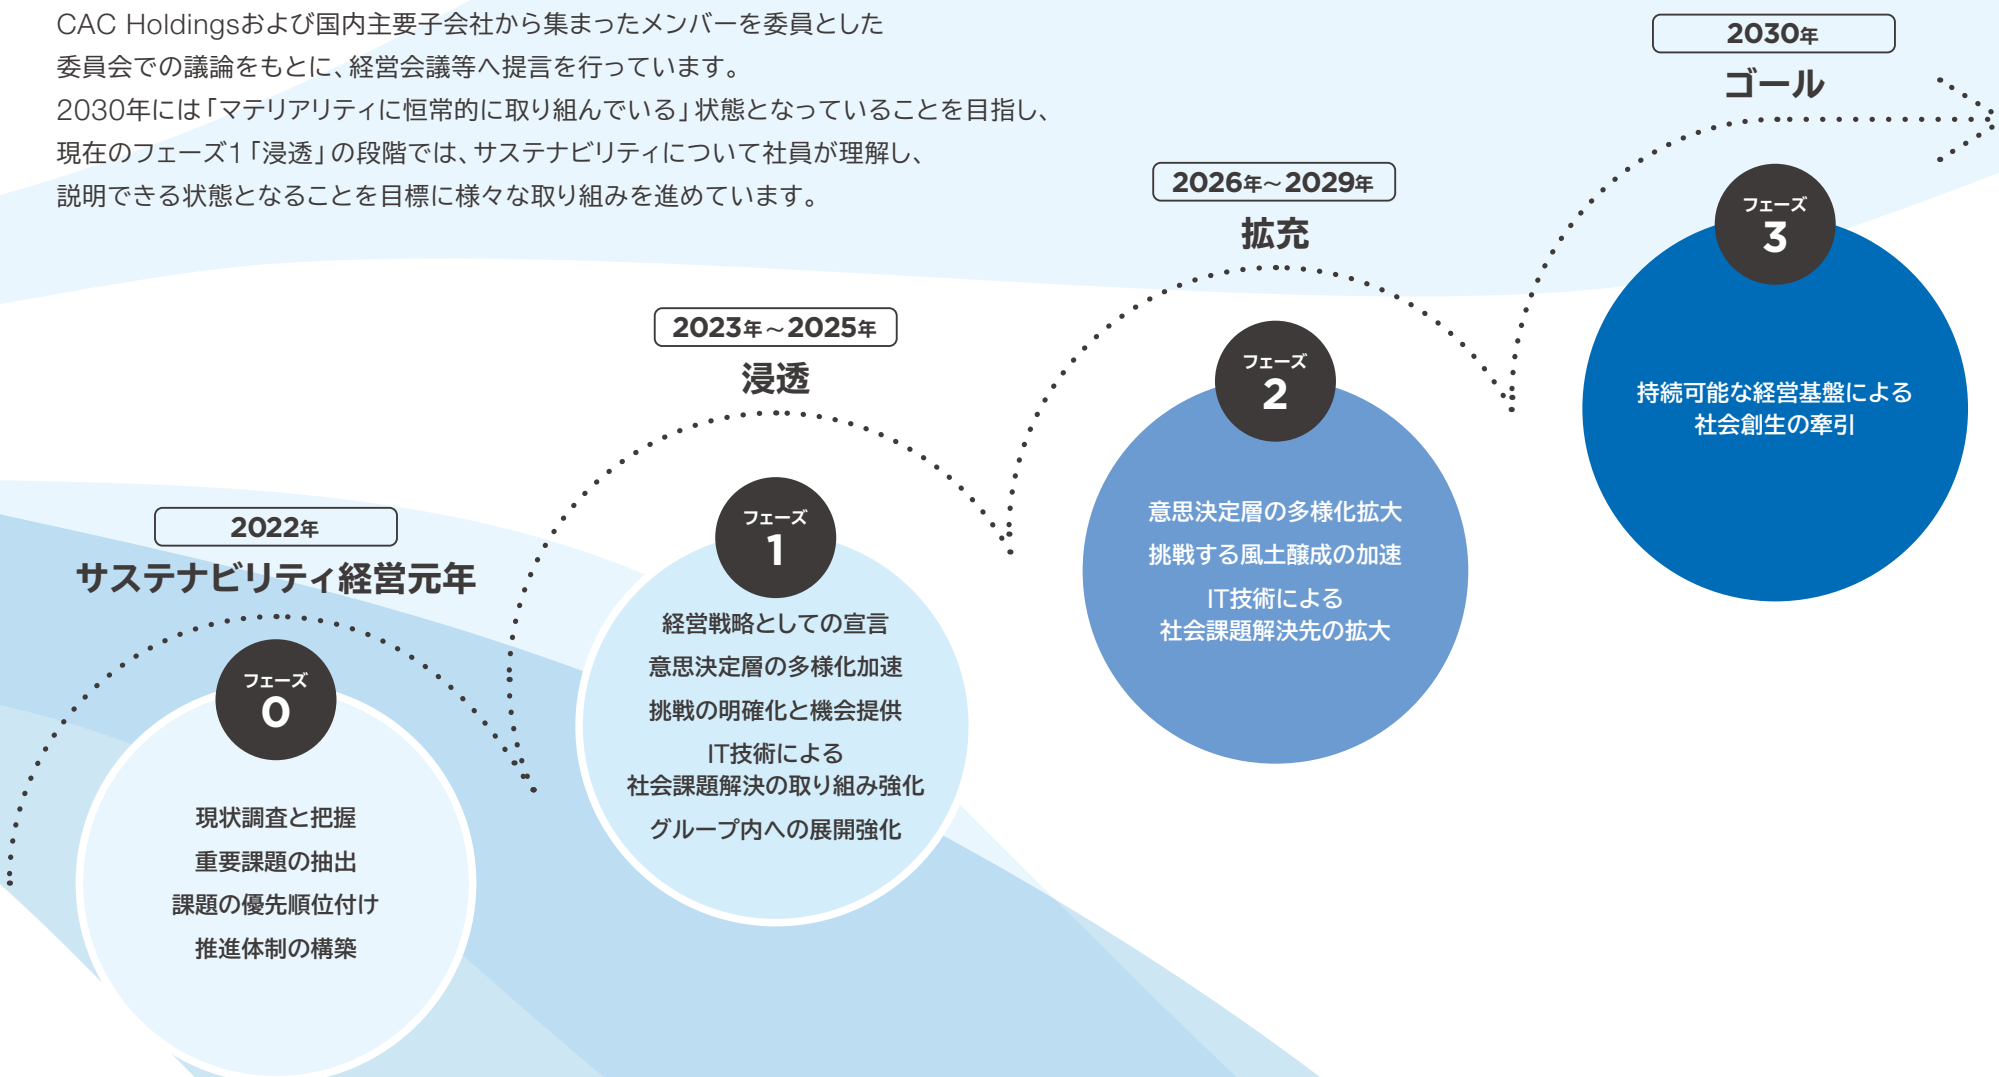 CAC Holdingsおよび国内主要子会社から集まったメンバーを委員とした
委員会での議論をもとに、経営会議等へ提言を行っています。
2030年には「マテリアリティに恒常的に取り組んでいる」状態となっていることを目指し、
現在のフェーズ1「浸透」の段階では、サステナビリティについて社員が理解し、
説明できる状態となることを目標に様々な取り組みを進めています。
2022年
サステナビリティ経営元年
フェーズ
0
現状調査と把握
重要課題の抽出
課題の優先順位付け
推進体制の構築
2023年～2025年
浸透
フェーズ
1
経営戦略としての宣言
意思決定層の多様化加速
挑戦の明確化と機会提供
IT技術による
社会課題解決の取り組み強化
グループ内への展開強化
2026年～2029年
拡充
フェーズ
2
意思決定層の多様化拡大
挑戦する風土醸成の加速
IT技術による
社会課題解決先の拡大
2030年
ゴール
フェーズ
3
持続可能な経営基盤による
社会創生の牽引